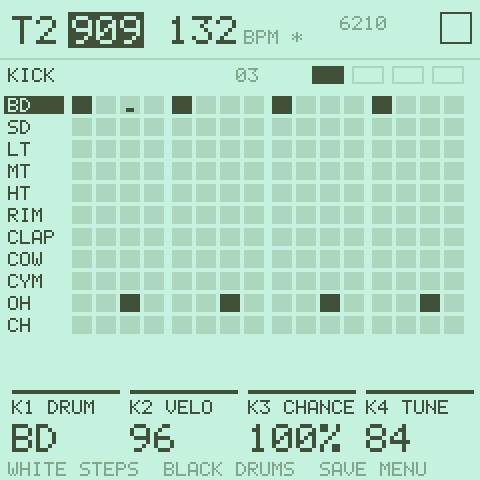 T2 909 132 BPM * 6210
KICK 03
BD
SD
LT
MT
HT
RIM
CLAP
COW
CYM
OH
CH
K1 DRUM K2 VELO K3 CHANCE K4 TUNE
BD 96 100% 84
WHITE STEPS BLACK DRUMS SAVE MENU